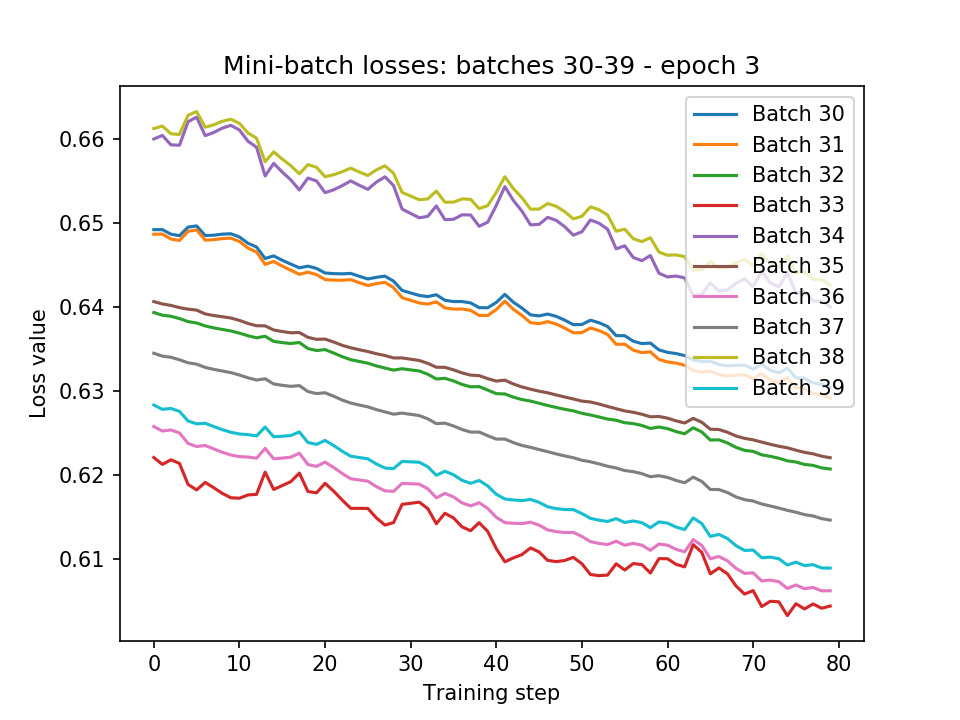 Mini-batch losses: batches 30-39 - epoch 3
Loss value
0.66
0.65
0.64
0.63
0.62
0.61
0
10
20
30
40
50
60
70
80
Training step
Batch 30
Batch 31
Batch 32
Batch 33
Batch 34
Batch 35
Batch 36
Batch 37
Batch 38
Batch 39